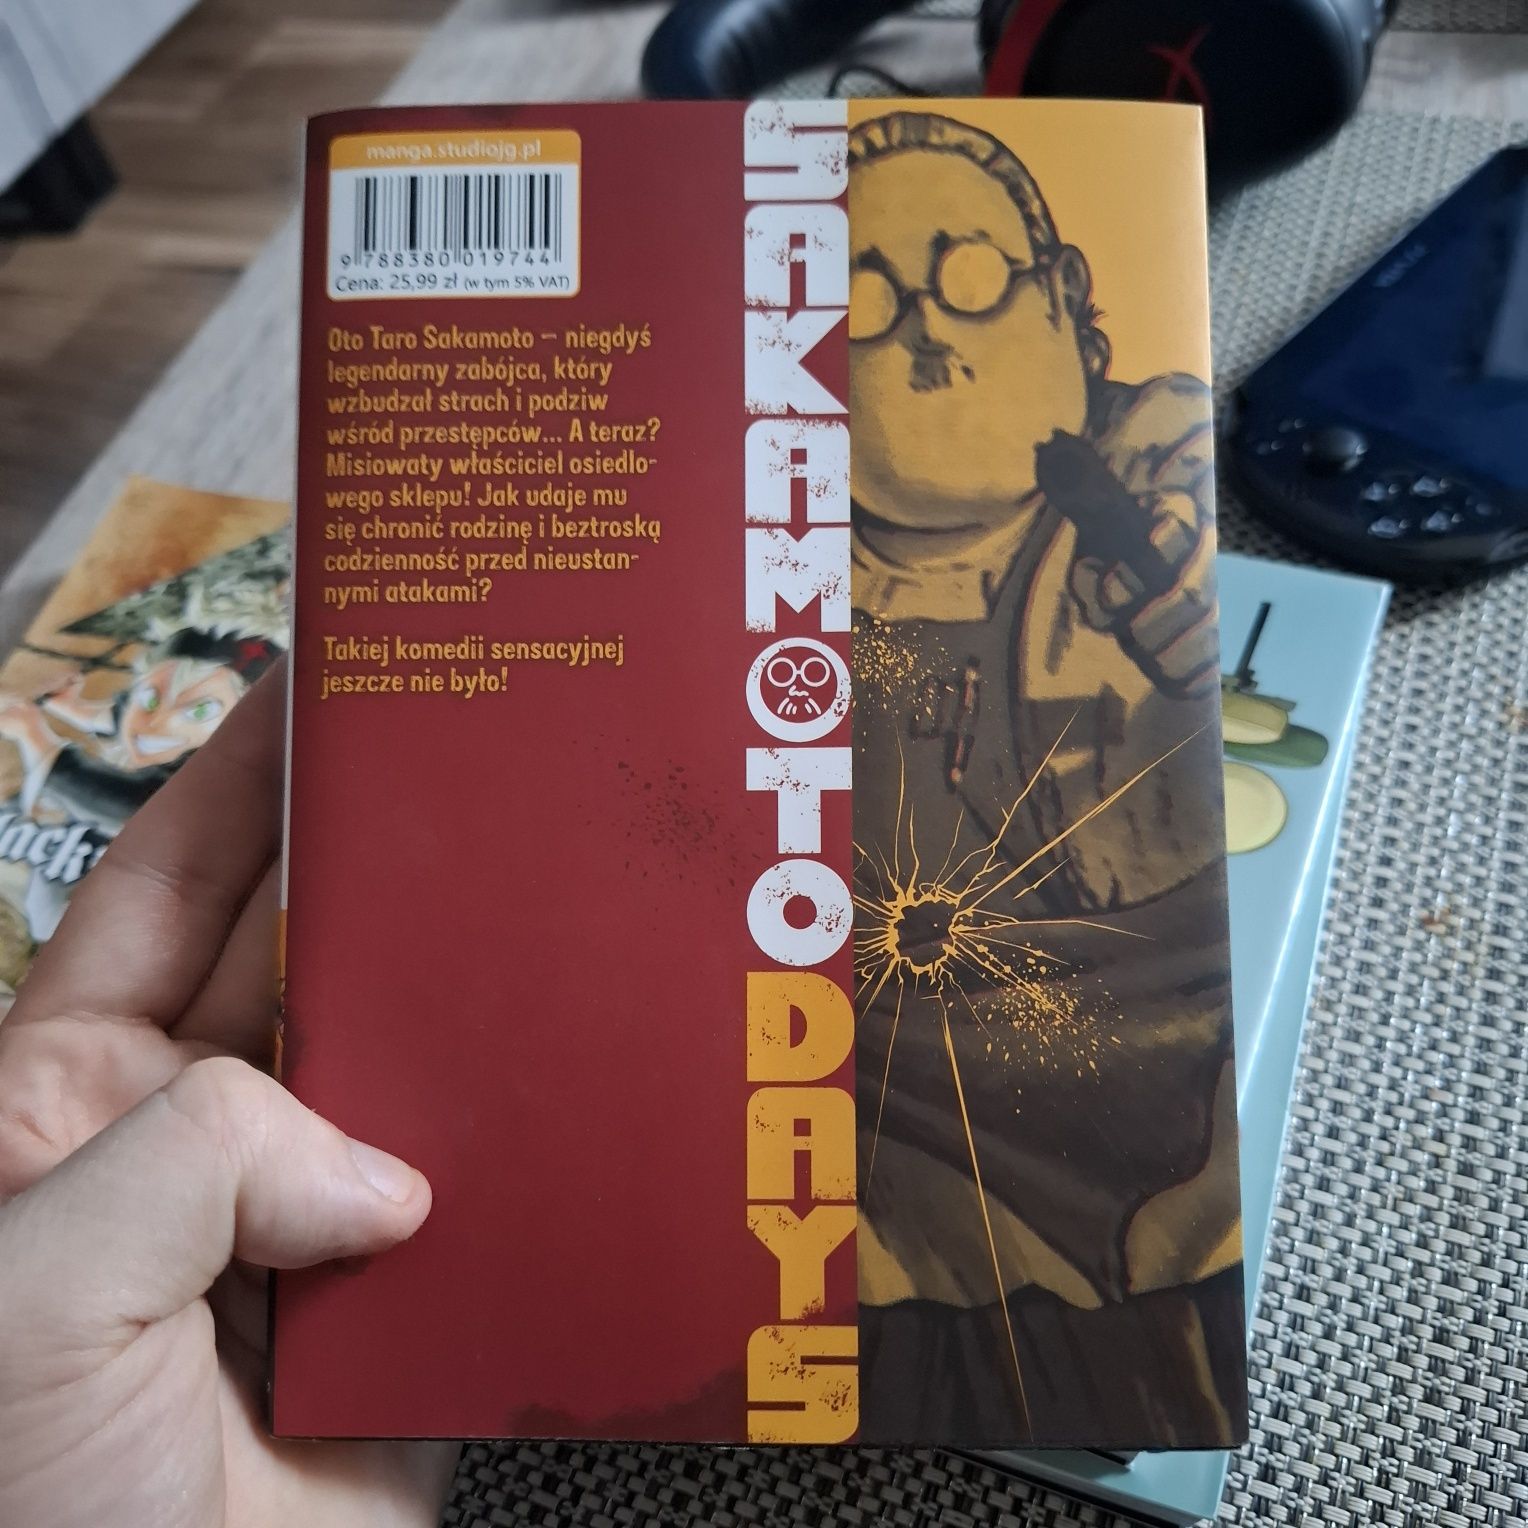 manga.studiojg.pl
9 788380 019744
Cena: 25,99 zł (w tym 5% VAT)
Oto Taro Sakamoto – niegdyś
legendarny zabójca, który
wzbudzał strach i podziw
wśród przestępców... A teraz?
Misiowaty właściciel osiedlo-
wego sklepu! Jak udaje mu
się chronić rodzinę i beztroską
codzienność przed nieustan-
nymi atakami?
Takiej komedii sensacyjnej
jeszcze nie było!
SAKAMOTO DAYS